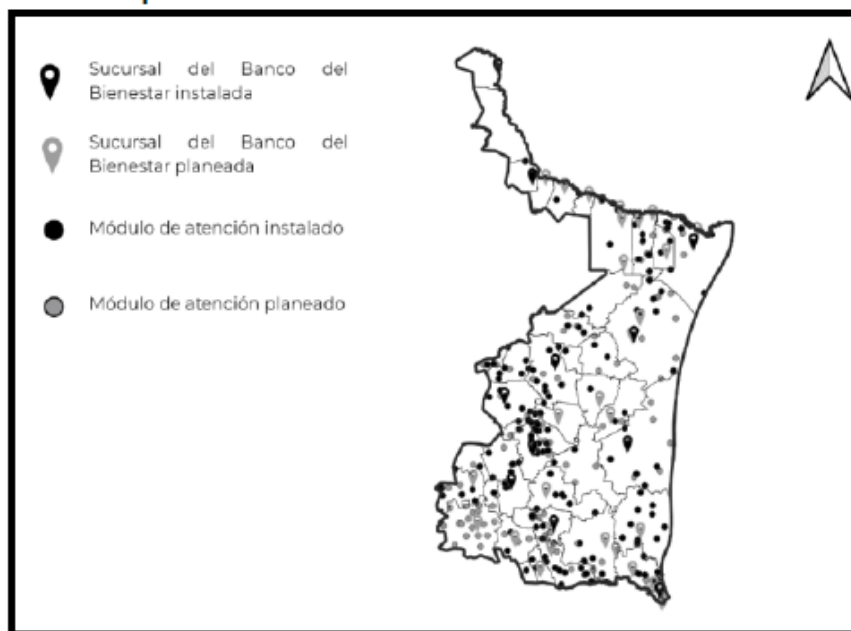 Sucursal del Banco del
Bienestar instalada
Sucursal del Banco del
Bienestar planeada
Módulo de atención instalado
Módulo de atención planeado